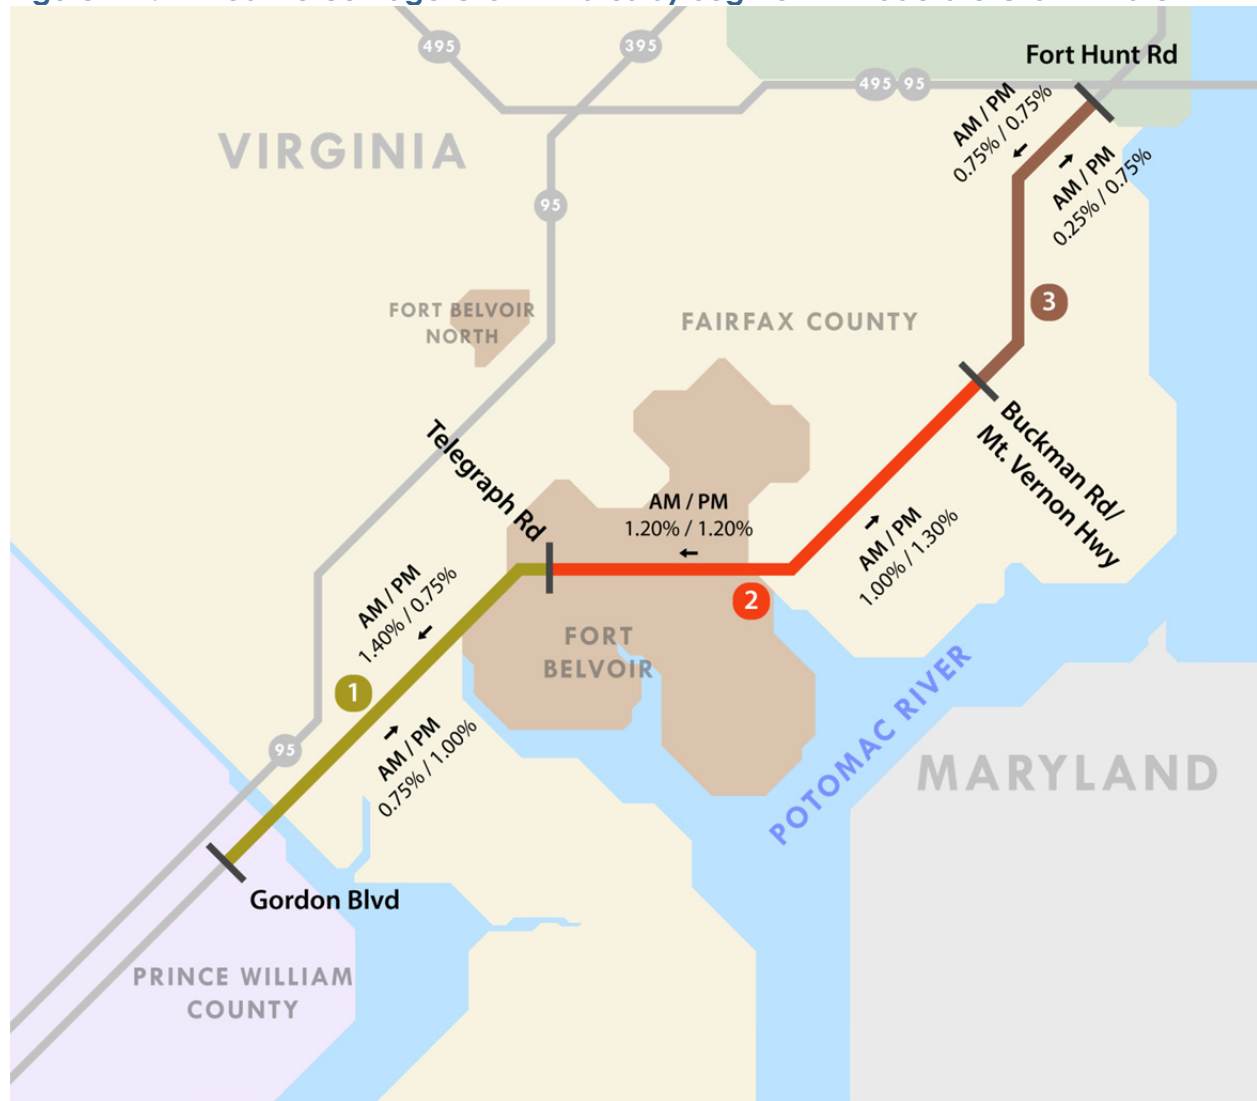 495
395
Fort Hunt Rd
495
95
AM / PM
0.75% / 0.75%
AM / PM
0.25% / 0.75%
VIRGINIA
95
3
FORT BELVOIR
NORTH
FAIRFAX COUNTY
Telegraph Rd
Buckman Rd/
Mt. Vernon Hwy
AM / PM
1.20% / 1.20%
AM / PM
1.00% / 1.30%
AM / PM
1.40% / 0.75%
2
FORT
BELVOIR
1
POTOMAC RIVER
AM / PM
0.75% / 1.00%
95
MARYLAND
Gordon Blvd
PRINCE WILLIAM
COUNTY